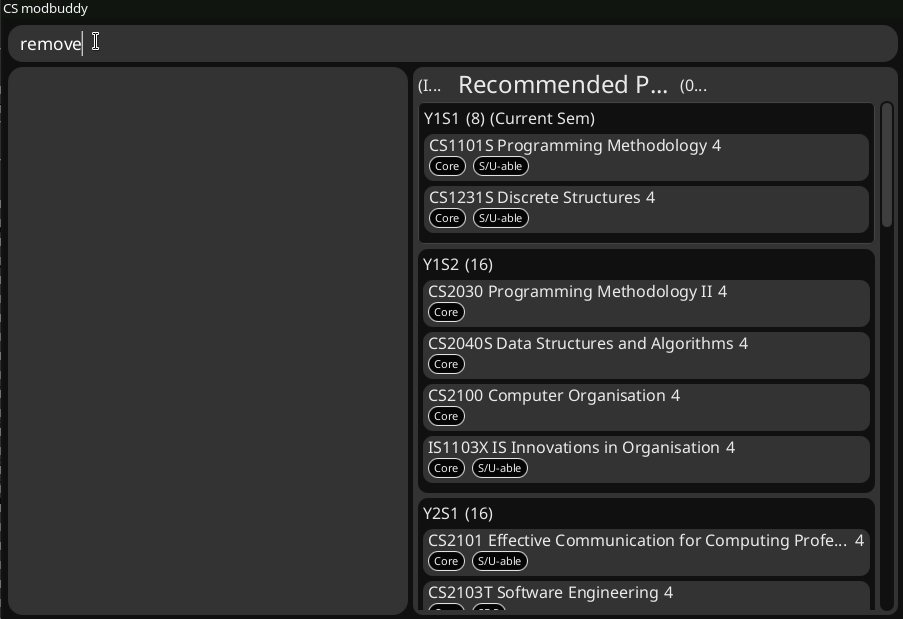 CS modbuddy
remove
(I... Recommended P... (0...
Y1S1 (8) (Current Sem)
CS1101S Programming Methodology 4
Core S/U-able
CS1231S Discrete Structures 4
Core S/U-able
Y1S2 (16)
CS2030 Programming Methodology II 4
Core
CS2040S Data Structures and Algorithms 4
Core
CS2100 Computer Organisation 4
Core
IS1103X IS Innovations in Organisation 4
Core S/U-able
Y2S1 (16)
CS2101 Effective Communication for Computing Profe... 4
Core S/U-able
CS2103T Software Engineering 4